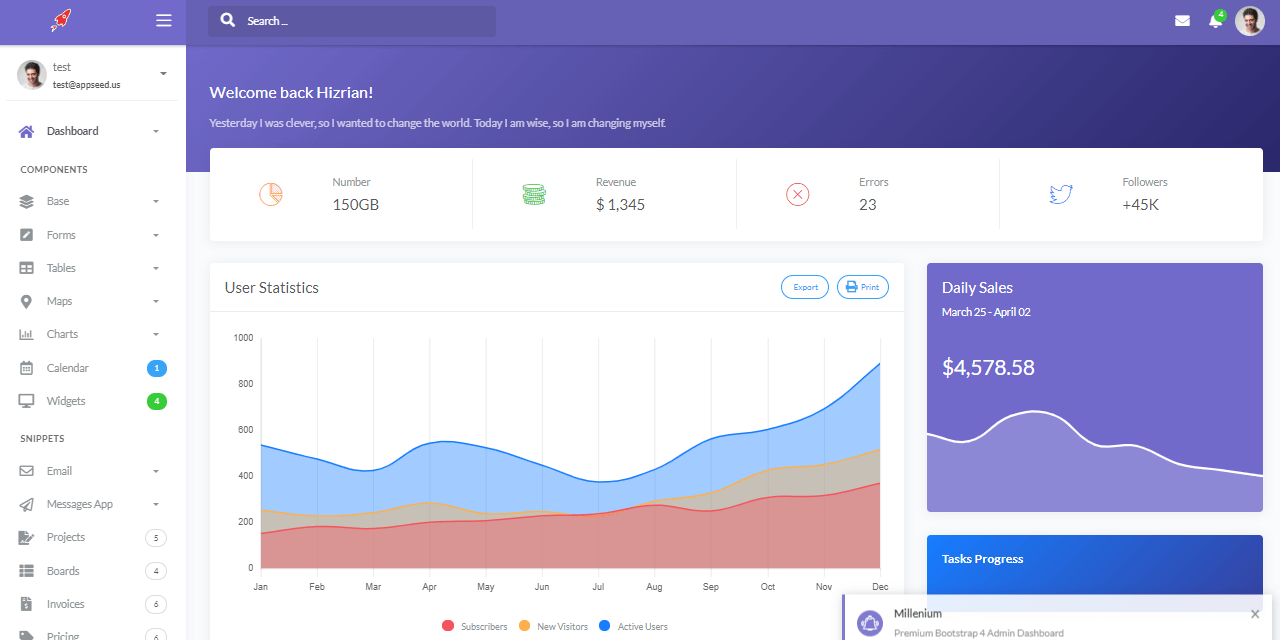 Search ...
4
test
test@appseed.us
Dashboard
COMPONENTS
Base
Forms
Tables
Maps
Charts
Calendar
1
Widgets
4
SNIPPETS
Email
Messages App
Projects
5
Boards
4
Invoices
6
Pricing
6
Welcome back Hizrian!
Yesterday I was clever, so I wanted to change the world. Today I am wise, so I am changing myself.
Number
150GB
Revenue
$ 1,345
Errors
23
Followers
+45K
User Statistics
Export
Print
1000
800
600
400
200
0
Jan Feb Mar Apr May Jun Jul Aug Sep Oct Nov Dec
Subscribers New Visitors Active Users
Daily Sales
March 25 - April 02
$4,578.58
Tasks Progress
Millenium
Premium Bootstrap 4 Admin Dashboard